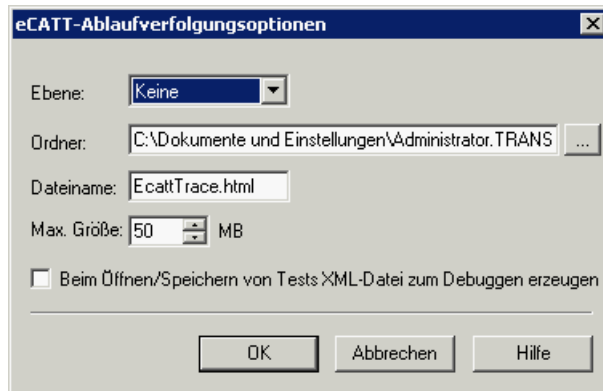 eCATT-Ablaufverfolgungsoptionen
Ebene: Keine
Ordner: C:\Dokumente und Einstellungen\Administrator.TRANS ...
Dateiname: EcattTrace.html
Max. Größe: 50 MB
Beim Öffnen/Speichern von Tests XML-Datei zum Debuggen erzeugen
OK Abbrechen Hilfe